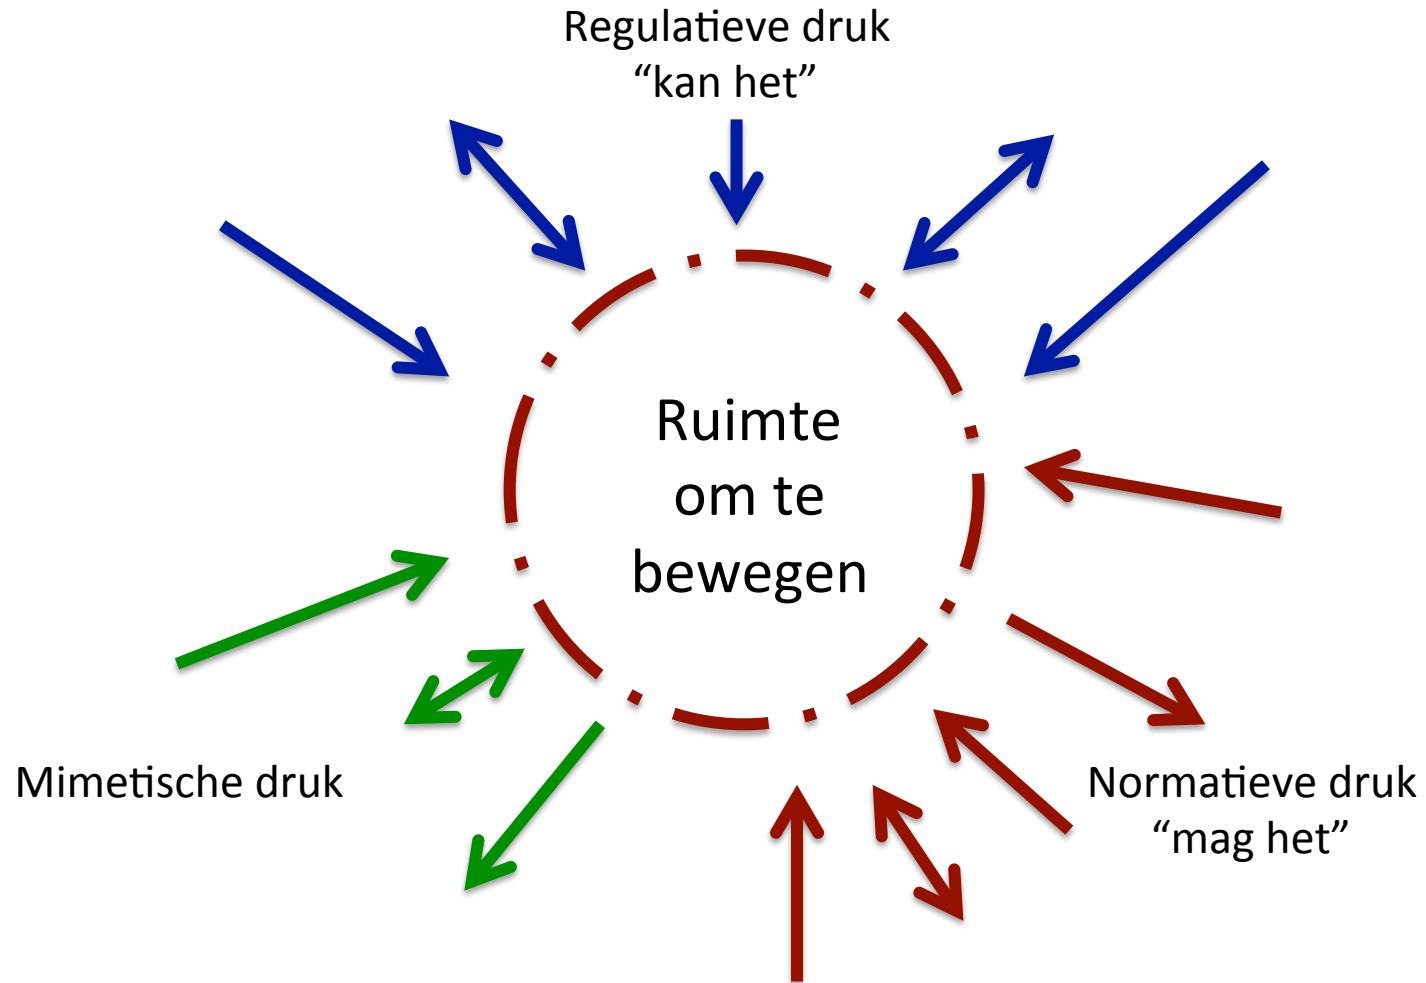 Regulatieve druk
“kan het”
Ruimte
om te
bewegen
Mimetische druk
Normatieve druk
“mag het”